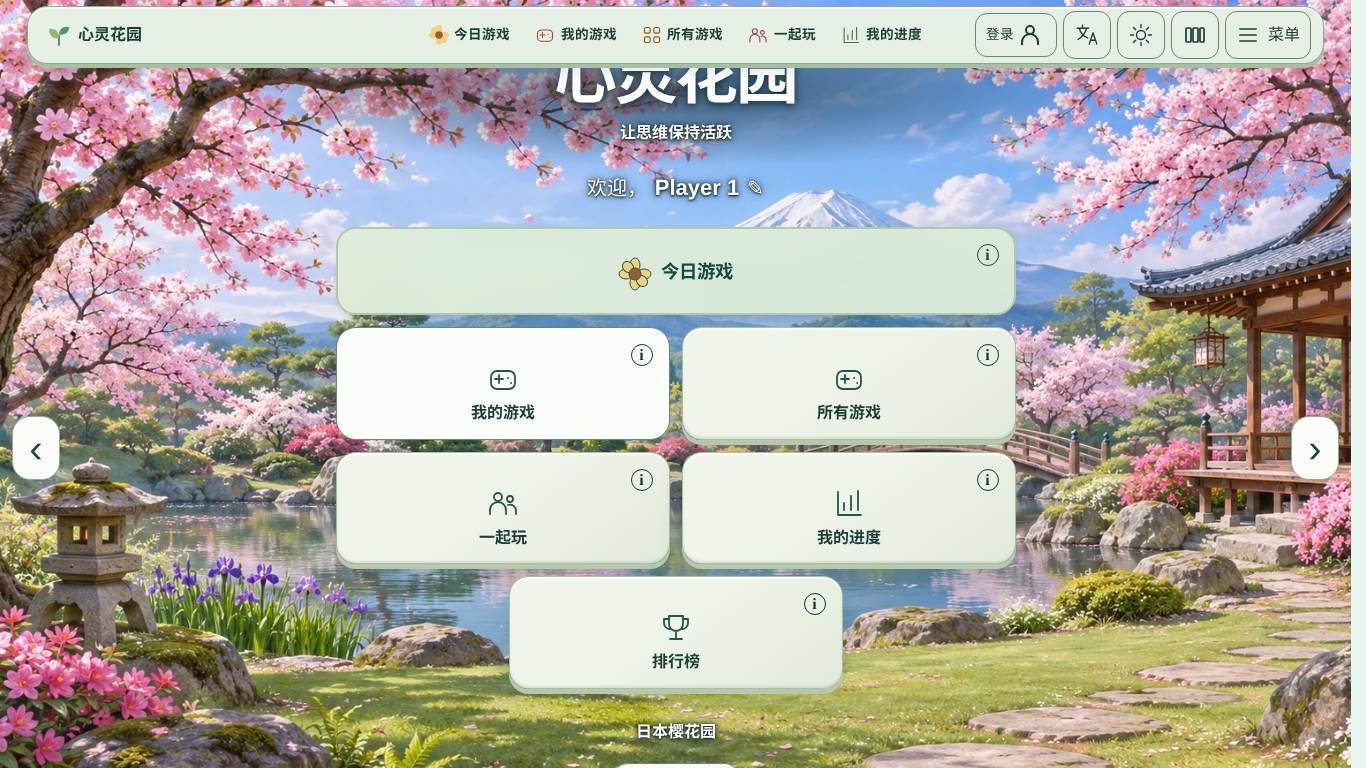 心灵花园
今日游戏
我的游戏
所有游戏
一起玩
我的进度
登录
菜单
心灵花园
让思维保持活跃
欢迎， Player 1
今日游戏
我的游戏
所有游戏
一起玩
我的进度
排行榜
日本樱花园